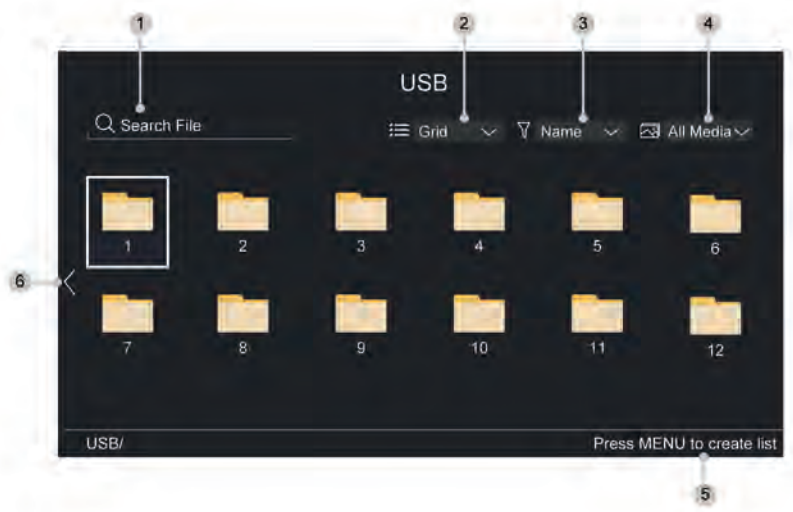 1 2 3 4
USB
Search File
Grid Name All Media
1 2 3 4 5 6
6
7 8 9 10 11 12
USB/ Press MENU to create list
5